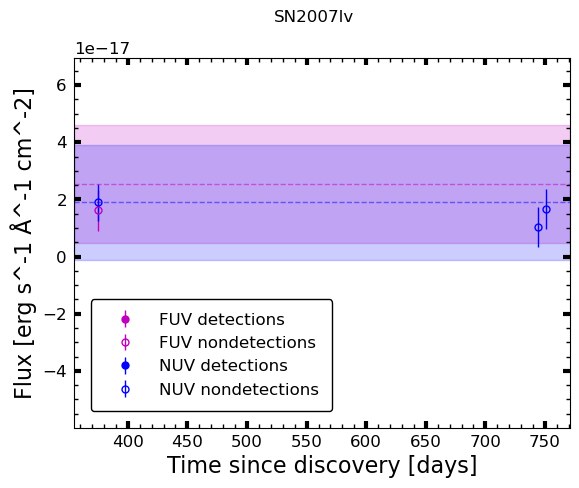 SN2007lv
1e−17
6
4
2
0
−2
−4
Flux [erg s^-1 Å^-1 cm^-2]
FUV detections
FUV nondetections
NUV detections
NUV nondetections
400 450 500 550 600 650 700 750
Time since discovery [days]